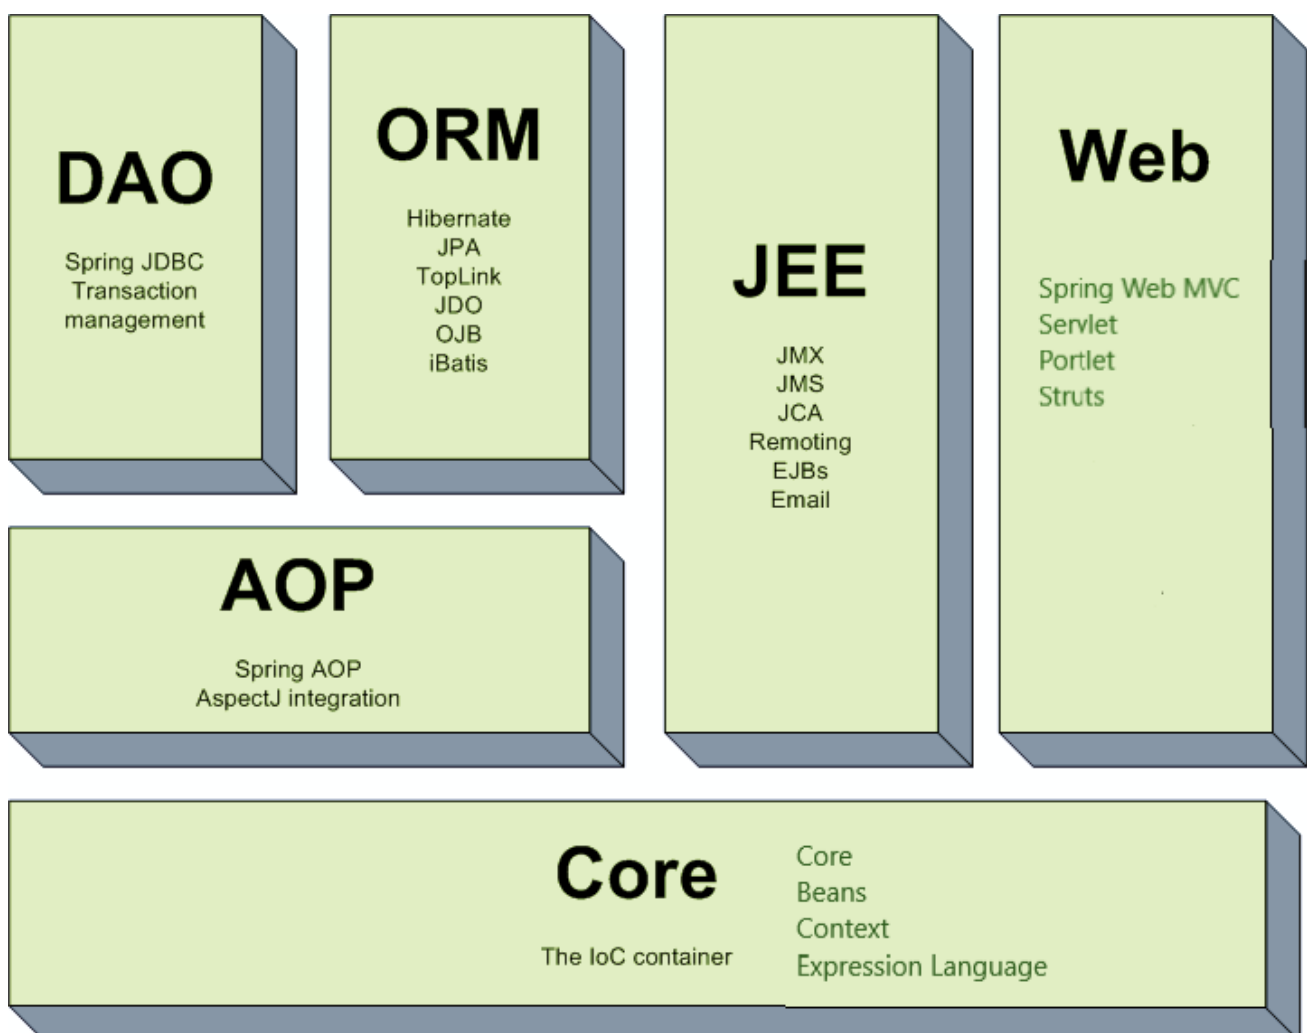 DAO
Spring JDBC
Transaction
management
ORM
Hibernate
JPA
TopLink
JDO
OJB
iBatis
JEE
JMX
JMS
JCA
Remoting
EJBs
Email
Web
Spring Web MVC
Servlet
Portlet
Struts
AOP
Spring AOP
AspectJ integration
Core
The IoC container
Core
Beans
Context
Expression Language